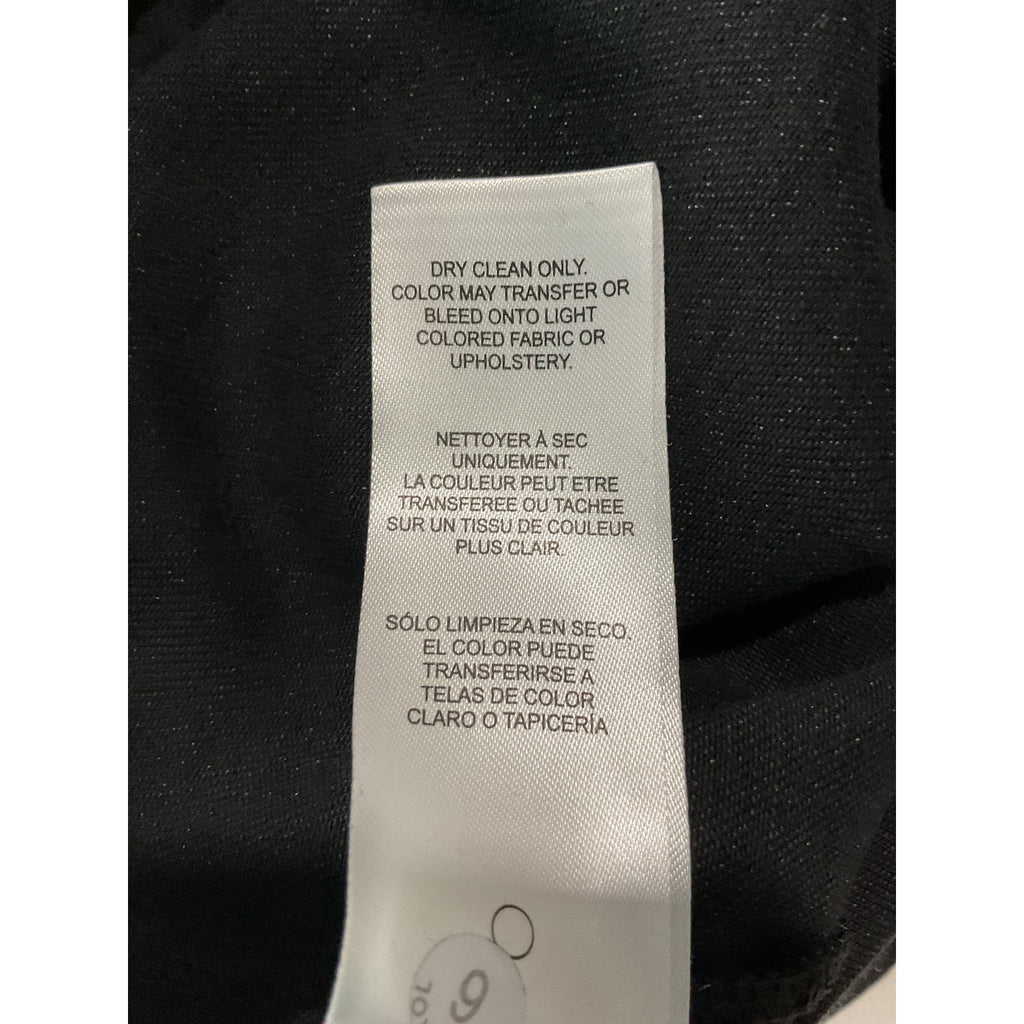 DRY CLEAN ONLY.
COLOR MAY TRANSFER OR
BLEED ONTO LIGHT
COLORED FABRIC OR
UPHOLSTERY.
NETTOYER À SEC
UNIQUEMENT.
LA COULEUR PEUT ETRE
TRANSFEREE OU TACHEE
SUR UN TISSU DE COULEUR
PLUS CLAIR.
SÓLO LIMPIEZA EN SECO.
EL COLOR PUEDE
TRANSFERIRSE A
TELAS DE COLOR
CLARO O TAPICERÍA